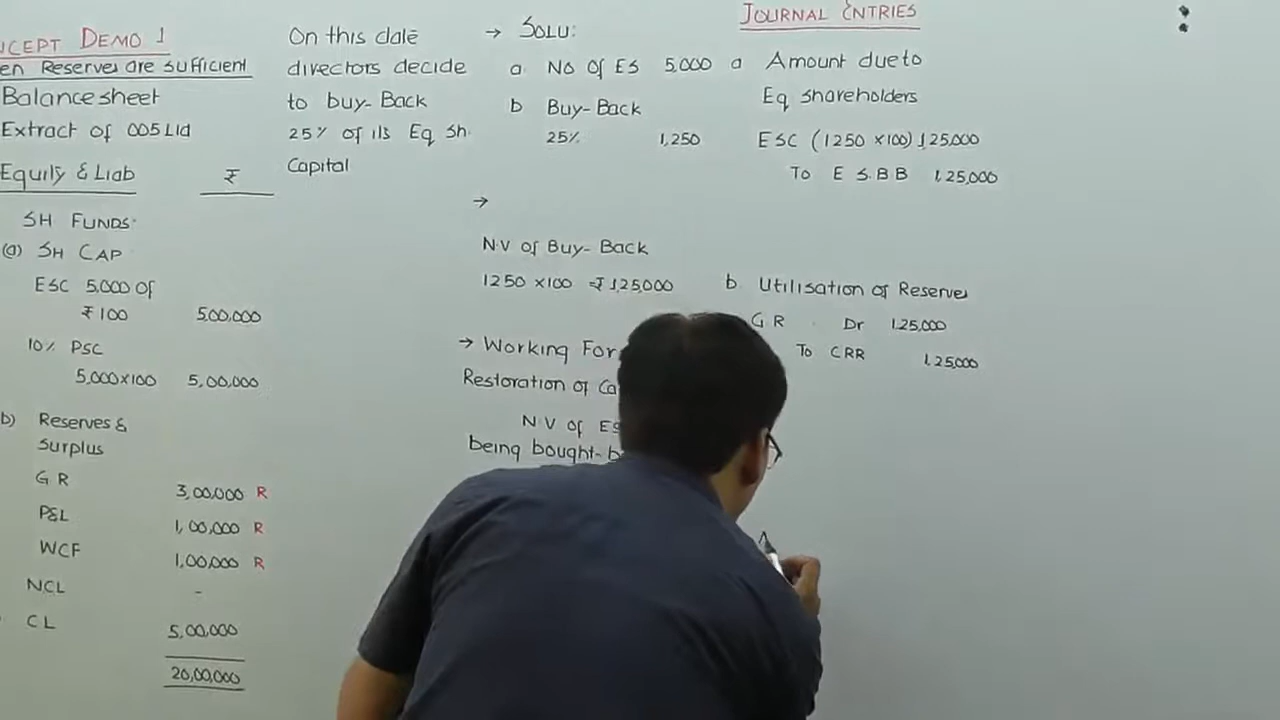 CEPT DEMO 1
en Reserves are sufficient
Balance sheet
Extract of 005 Ltd
Equity & Liab ₹
SH FUNDS.
(a) SH CAP
ESC 5,000 of
₹ 100 5,00,000
10% PSC
5,000 x 100 5,00,000
b) Reserves &
surplus
G R 3,00,000 R
P&L 1,00,000 R
WCF 1,00,000 R
NCL -
CL 5,00,000
20,00,000
On this date
directors decide
to buy-Back
25% of its Eq Sh.
Capital
→ SOLU:
a No Of ES 5,000
b Buy-Back
25% 1,250
→
N.V of Buy-Back
1250 x 100 = ₹ 1,25,000
→ Working For
Restoration of Ca
N.V of ES
being bought-b
JOURNAL ENTRIES
a Amount due to
Eq shareholders
ESC (1250 x 100) 1,25,000
To E S.B B 1,25,000
b Utilisation of Reserves
G R . Dr 1,25,000
To CRR 1,25,000